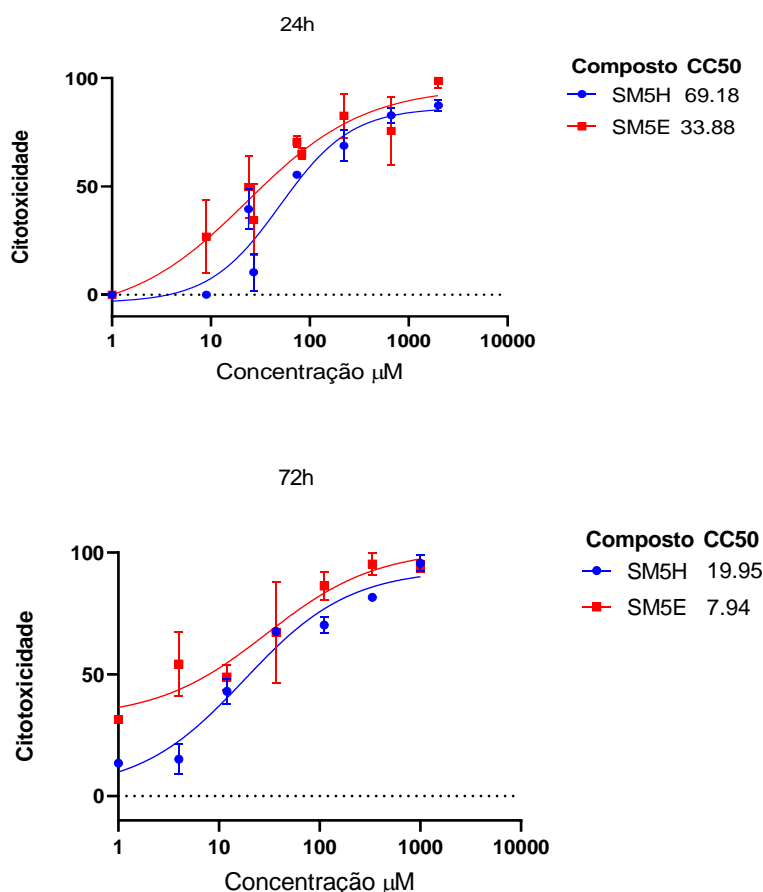 24h
Composto CC50
SM5H 69.18
SM5E 33.88
Citotoxicidade
100
50
0
1 10 100 1000 10000
Concentração µM
72h
Composto CC50
SM5H 19.95
SM5E 7.94
Citotoxicidade
100
50
0
1 10 100 1000 10000
Concentração µM